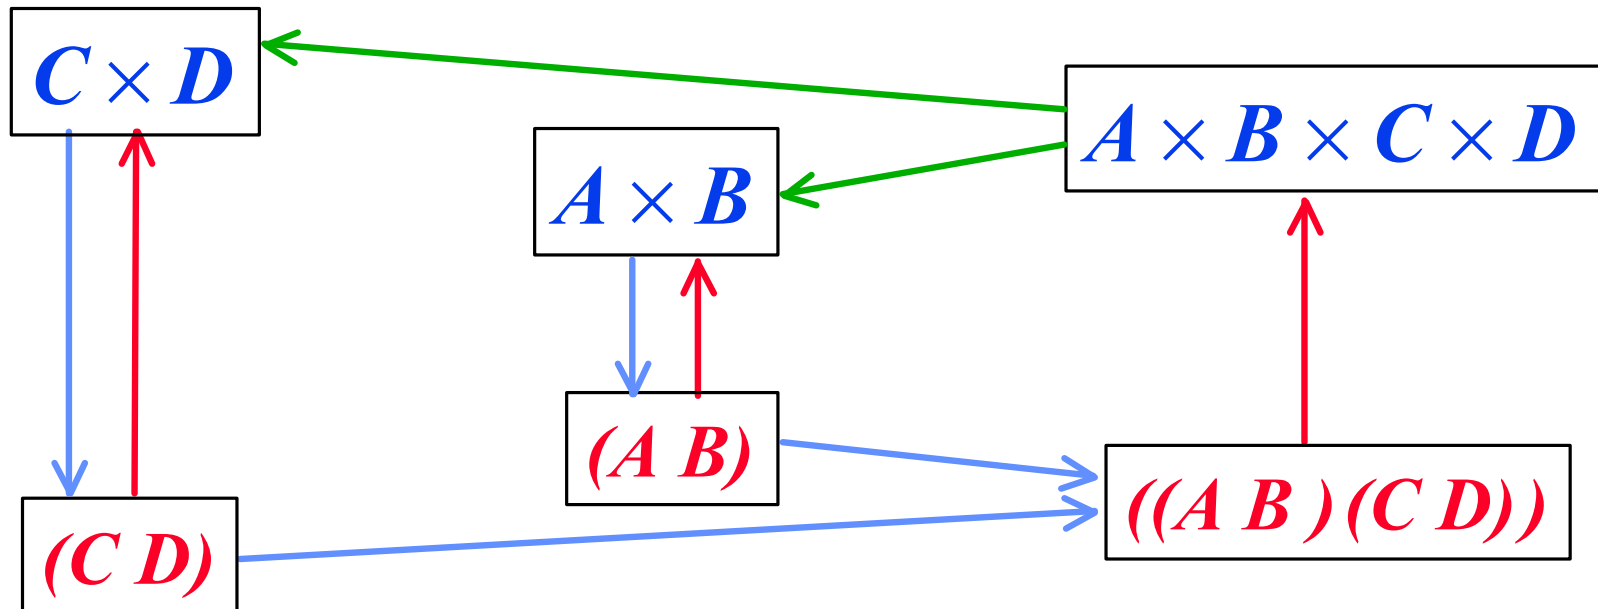 C × D
A × B × C × D
A × B
(A B)
((A B )(C D))
(C D)